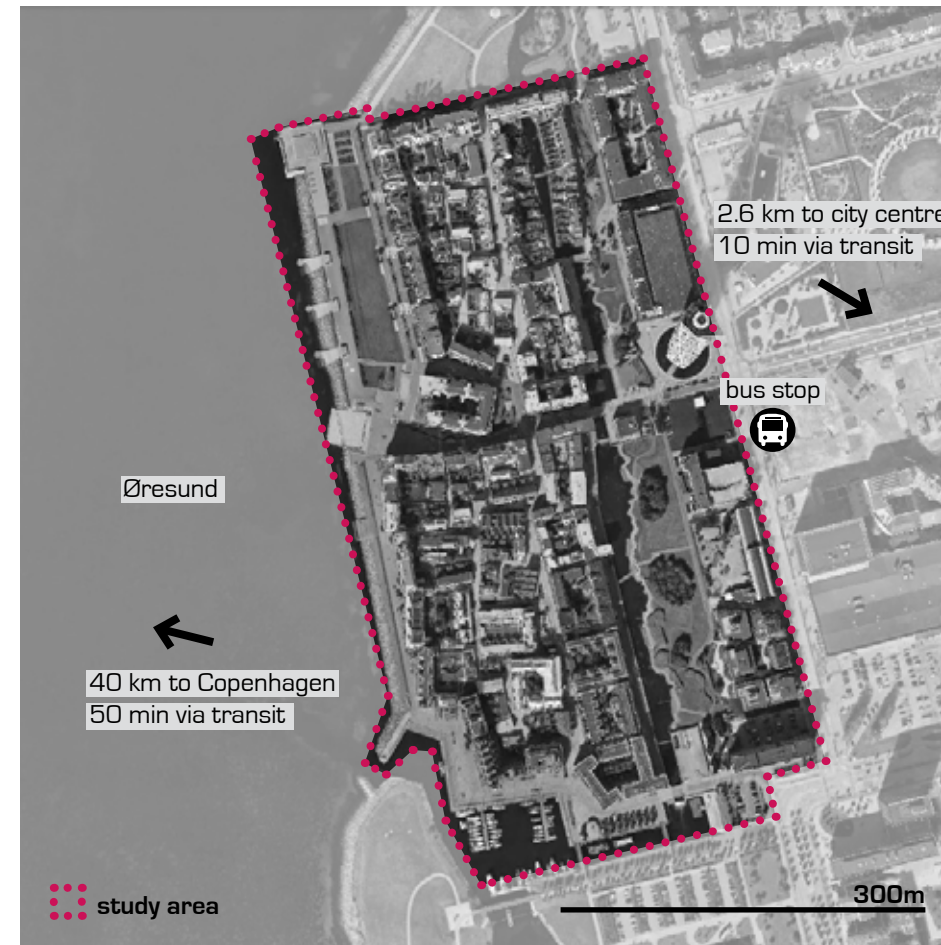 2.6 km to city centre
10 min via transit
bus stop
Øresund
40 km to Copenhagen
50 min via transit
study area
300m